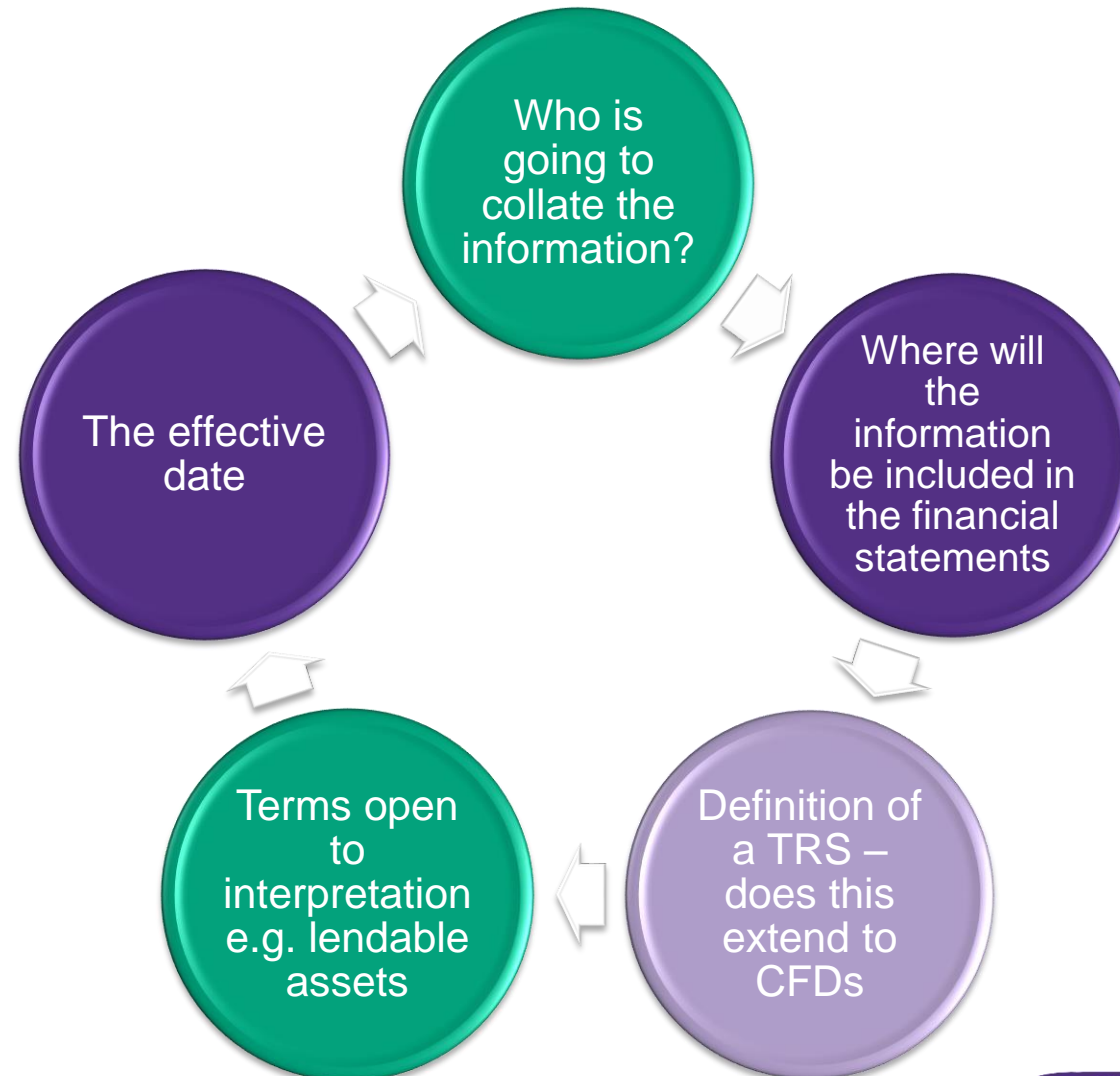 Who is
going to
collate the
information?
Where will
the
information
be included in
the financial
statements
Definition of
a TRS –
does this
extend to
CFDs
Terms open
to
interpretation
e.g. lendable
assets
The effective
date